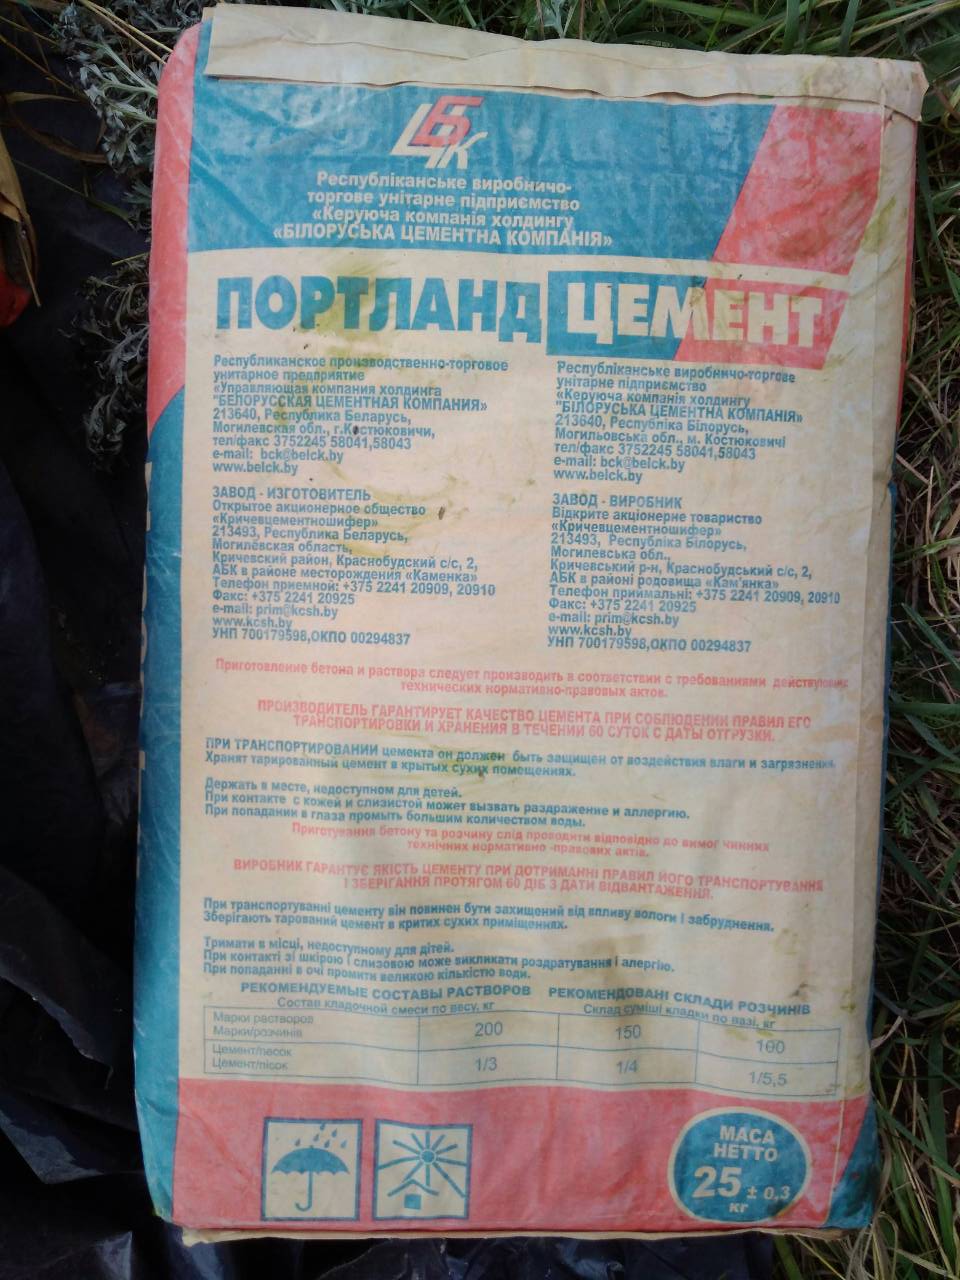 БЦК
Республіканське виробничо-
торгове унітарне підприємство
«Керуюча компанія холдингу
«БІЛОРУСЬКА ЦЕМЕНТНА КОМПАНІЯ»
ПОРТЛАНДЦЕМЕНТ
Республиканское производственно-торговое
унитарное предприятие
«Управляющая компания холдинга
"БЕЛОРУССКАЯ ЦЕМЕНТНАЯ КОМПАНИЯ»
213640, Республика Беларусь,
Могилевская обл., г.Костюковичи,
тел/факс 3752245 58041,58043
e-mail: bck@belck.by
www.belck.by
Республіканське виробничо-торгове
унітарне підприємство
«Керуюча компанія холдингу
"БІЛОРУСЬКА ЦЕМЕНТНА КОМПАНІЯ»
213640, Республіка Білорусь,
Могильовська обл., м. Костюковичі
тел/факс 3752245 58041,58043
e-mail: bck@belck.by
www.belck.by
ЗАВОД - ИЗГОТОВИТЕЛЬ
Открытое акционерное общество
«Кричевцементношифер»
213493, Республика Беларусь,
Могилевская область,
Кричевский район, Краснобудский с/с, 2,
АБК в районе месторождения «Каменка»
Телефон приемной: +375 2241 20909, 20910
Факс: +375 2241 20925
e-mail: prim@kcsh.by
www.kcsh.by
УНП 700179598,ОКПО 00294837
ЗАВОД - ВИРОБНИК
Відкрите акціонерне товариство
«Кричевцементношифер»
213493, Республіка Білорусь,
Могилевська обл.,
Кричевський р-н, Краснобудський с/с, 2,
АБК в районі родовища «Кам'янка»
Телефон приймальні: +375 2241 20909, 20910
Факс: +375 2241 20925
e-mail: prim@kcsh.by
www.kcsh.by
УНП 700179598,ОКПО 00294837
Приготовление бетона и раствора следует производить в соответствии с требованиями действующих
технических нормативно-правовых актов.
ПРОИЗВОДИТЕЛЬ ГАРАНТИРУЕТ КАЧЕСТВО ЦЕМЕНТА ПРИ СОБЛЮДЕНИИ ПРАВИЛ ЕГО
ТРАНСПОРТИРОВКИ И ХРАНЕНИЯ В ТЕЧЕНИИ 60 СУТОК С ДАТЫ ОТГРУЗКИ.
ПРИ ТРАНСПОРТИРОВАНИИ цемента он должен быть защищен от воздействия влаги и загрязнения.
Хранят тарированный цемент в крытых сухих помещениях.
Держать в месте, недоступном для детей.
При контакте с кожей и слизистой может вызвать раздражение и аллергию.
При попадании в глаза промыть большим количеством воды.
Приготування бетону та розчину слід проводити відповідно до вимог чинних
технічних нормативно -правових актів.
ВИРОБНИК ГАРАНТУЄ ЯКІСТЬ ЦЕМЕНТУ ПРИ ДОТРИМАННІ ПРАВИЛ ЙОГО ТРАНСПОРТУВАННЯ
І ЗБЕРІГАННЯ ПРОТЯГОМ 60 ДІБ З ДАТИ ВІДВАНТАЖЕННЯ.
При транспортуванні цементу він повинен бути захищений від впливу вологи і забруднення.
Зберігають тарований цемент в критих сухих приміщеннях.
Тримати в місці, недоступному для дітей.
При контакті зі шкірою і слизовою може викликати роздратування і алергію.
При попаданні в очі промити великою кількістю води.
РЕКОМЕНДУЕМЫЕ СОСТАВЫ РАСТВОРОВ РЕКОМЕНДОВАНІ СКЛАДИ РОЗЧИНІВ
Состав кладочной смеси по весу, кг Склад суміші кладки по вазі, кг
Марки растворов
Марки/розчинів
200 150 100
Цемент/песок
Цемент/пісок
1/3 1/4 1/5,5
МАСА
НЕТТО
25 ± 0,3
кг